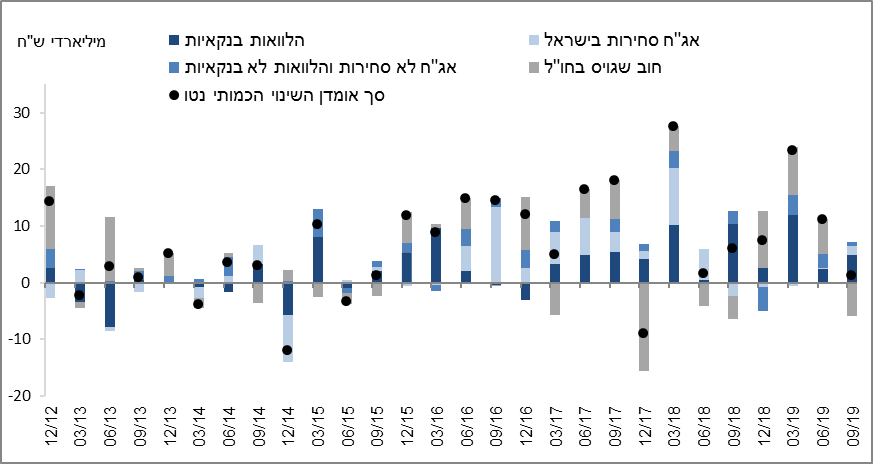 מיליארדי ש"ח
הלוואות בנקאיות
אג"ח סחירות בישראל
אג"ח לא סחירות והלוואות לא בנקאיות
חוב שגויס בחו"ל
סך אומדן השינוי הכמותי נטו
30
20
10
0
-10
-20
12/12 03/13 06/13 09/13 12/13 03/14 06/14 09/14 12/14 03/15 06/15 09/15 12/15 03/16 06/16 09/16 12/16 03/17 06/17 09/17 12/17 03/18 06/18 09/18 12/18 03/19 06/19 09/19